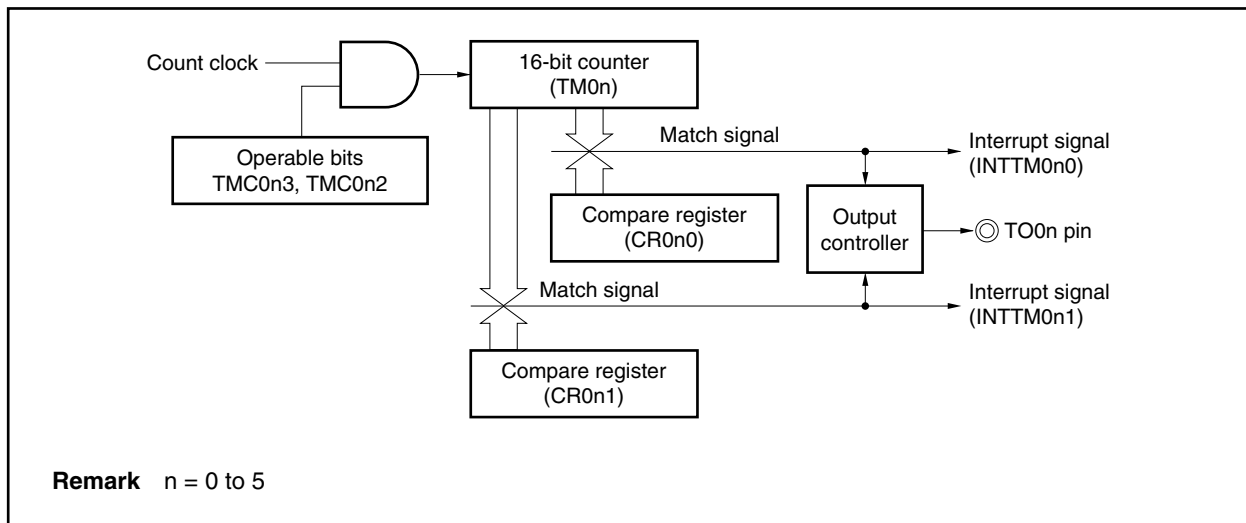 Count clock
16-bit counter
(TM0n)
Operable bits
TMC0n3, TMC0n2
Match signal
Interrupt signal
(INTTM0n0)
Compare register
(CR0n0)
Output
controller
TO0n pin
Match signal
Interrupt signal
(INTTM0n1)
Compare register
(CR0n1)
Remark n = 0 to 5